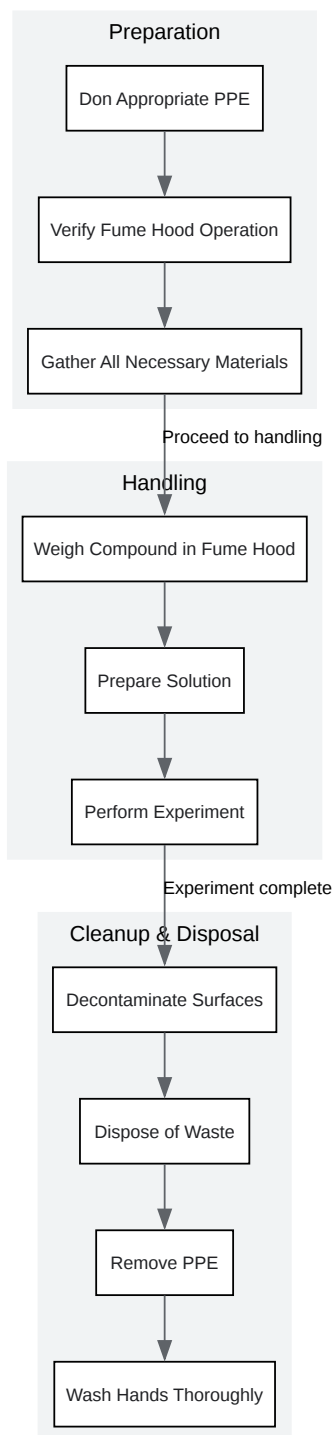 Preparation
Don Appropriate PPE
Verify Fume Hood Operation
Gather All Necessary Materials
Proceed to handling
Handling
Weigh Compound in Fume Hood
Prepare Solution
Perform Experiment
Experiment complete
Cleanup & Disposal
Decontaminate Surfaces
Dispose of Waste
Remove PPE
Wash Hands Thoroughly